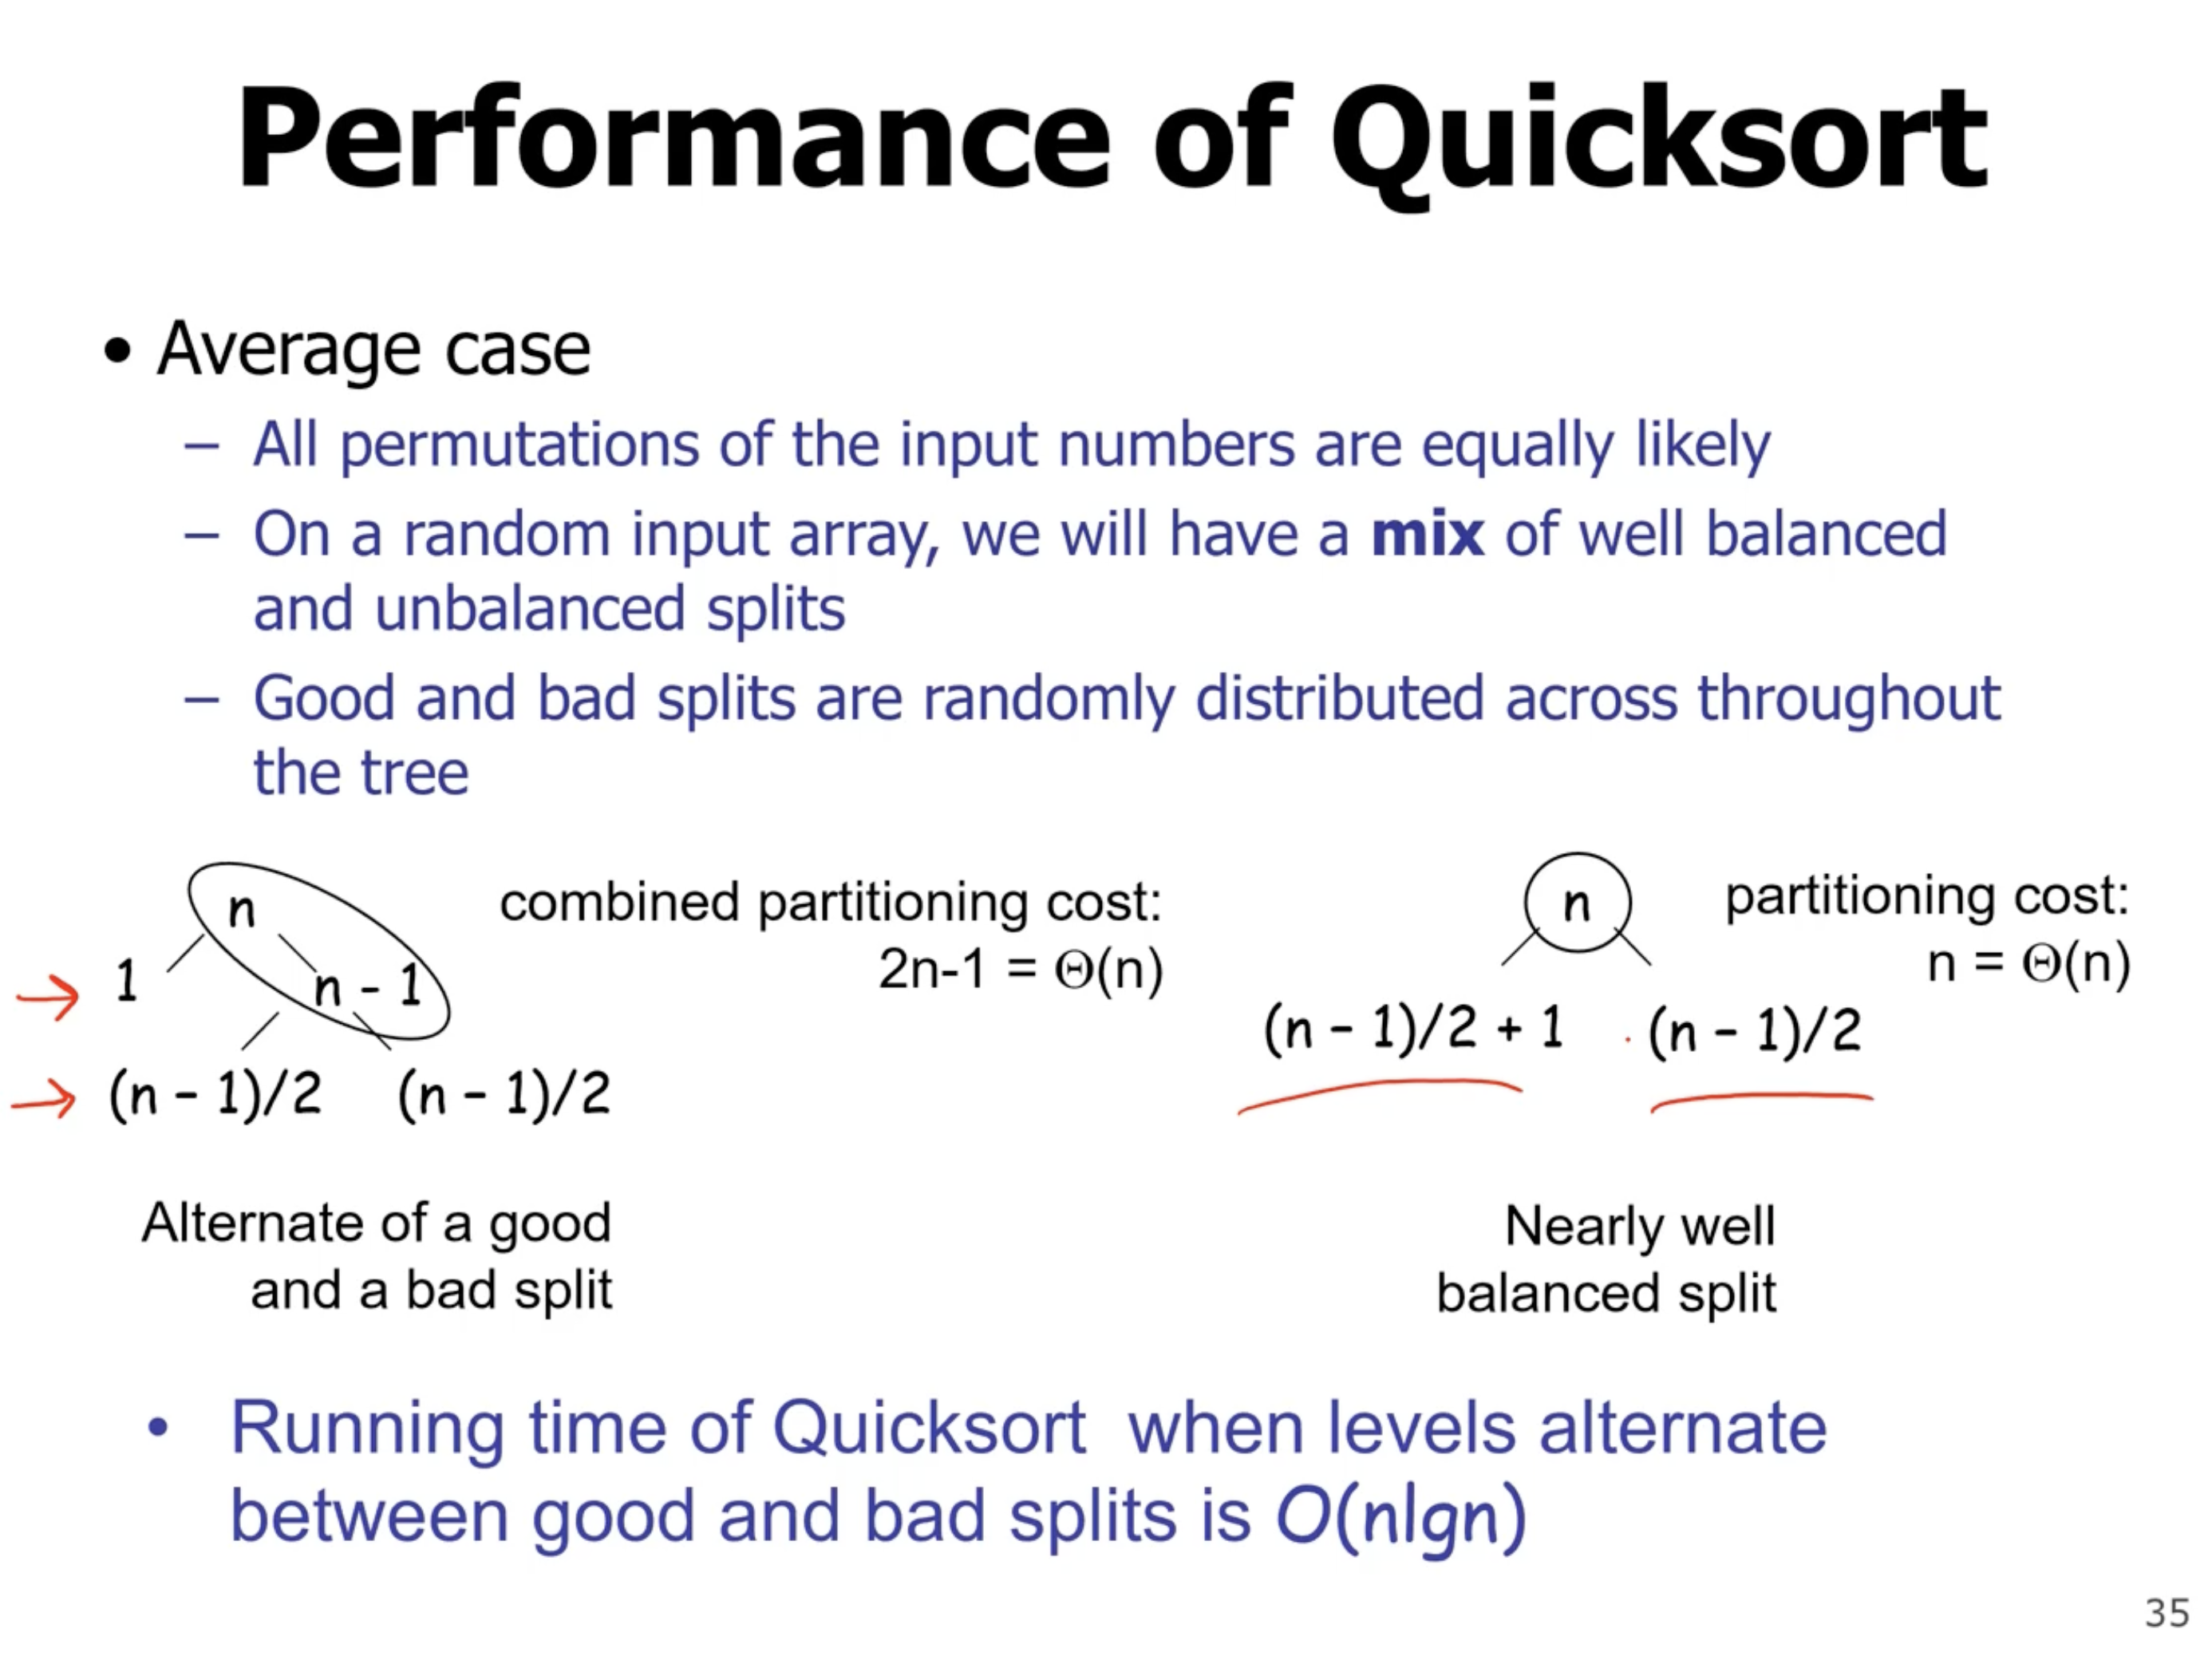 Performance of Quicksort
• Average case
– All permutations of the input numbers are equally likely
– On a random input array, we will have a mix of well balanced
and unbalanced splits
– Good and bad splits are randomly distributed across throughout
the tree
n
1
n - 1
(n - 1)/2 (n - 1)/2
combined partitioning cost:
2n-1 = Θ(n)
Alternate of a good
and a bad split
n
(n - 1)/2 + 1 (n - 1)/2
partitioning cost:
n = Θ(n)
Nearly well
balanced split
• Running time of Quicksort when levels alternate
between good and bad splits is O(nlgn)
35